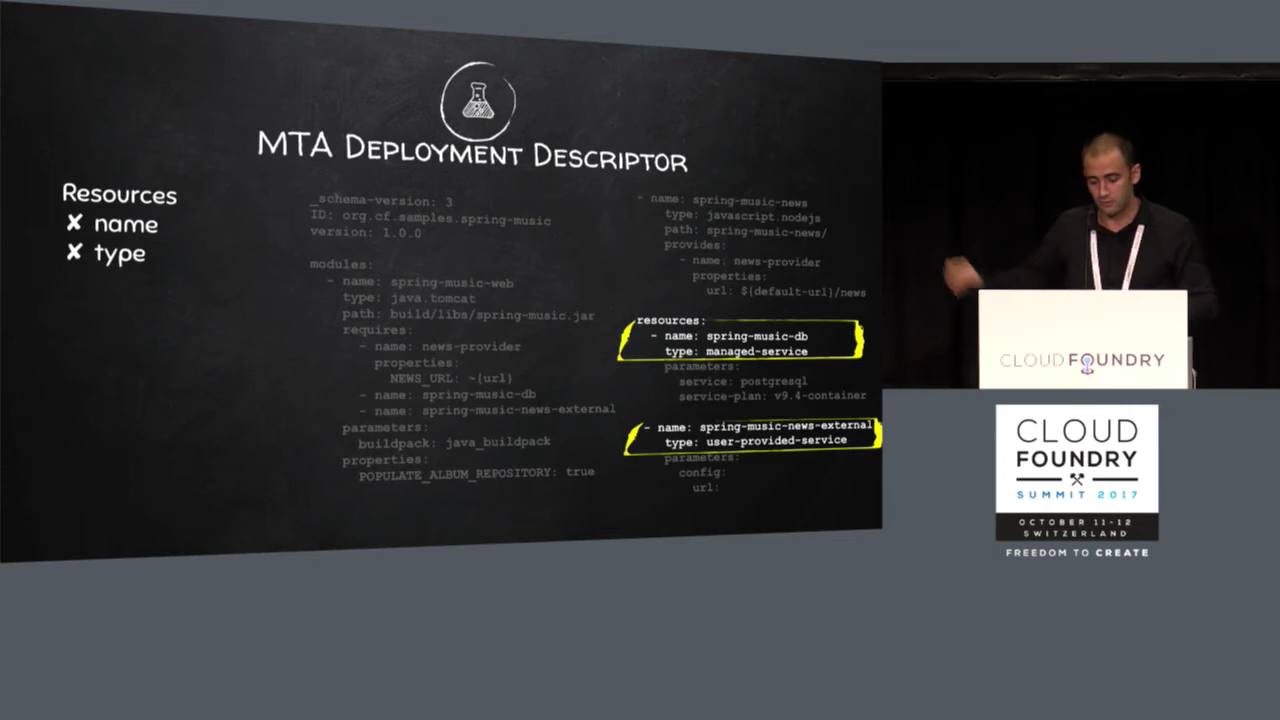 MTA Deployment Descriptor
Resources
✘ name
✘ type
_schema-version: 3
ID: org.cf.samples.spring-music
version: 1.0.0
modules:
- name: spring-music-web
type: java.tomcat
path: build/libs/spring-music.jar
requires:
- name: news-provider
properties:
NEWS_URL: ~{url}
- name: spring-music-db
- name: spring-music-news-external
parameters:
buildpack: java_buildpack
properties:
POPULATE_ALBUM_REPOSITORY: true
- name: spring-music-news
type: javascript.nodejs
path: spring-music-news/
provides:
- name: news-provider
properties:
url: ${default-url}/news
resources:
- name: spring-music-db
type: managed-service
parameters:
service: postgresql
service-plan: v9.4-container
- name: spring-music-news-external
type: user-provided-service
parameters:
config:
url:
CLOUD FOUNDRY
CLOUD
FOUNDRY
SUMMIT 2017
OCTOBER 11-12
SWITZERLAND
FREEDOM TO CREATE